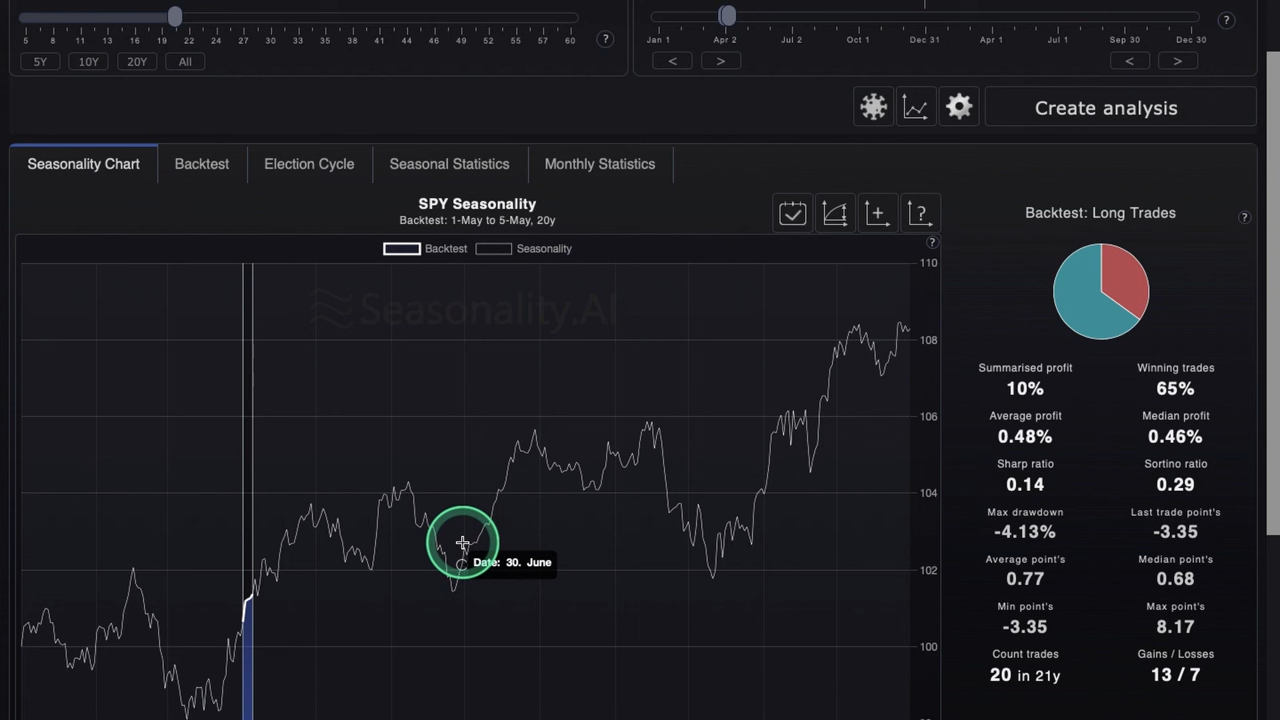 5 8 11 13 16 19 22 24 27 30 33 35 38 41 44 46 49 52 55 57 60
?
5Y 10Y 20Y All
Jan 1 Apr 2 Jul 2 Oct 1 Dec 31 Apr 1 Jul 1 Sep 30 Dec 30
?
< > < >
Create analysis
Seasonality Chart Backtest Election Cycle Seasonal Statistics Monthly Statistics
SPY Seasonality
Backtest: 1-May to 5-May, 20y
?
Backtest Seasonality
?
Seasonality.AI
110
108
106
104
102
100
Date: 30. June
Backtest: Long Trades
?
Summarised profit Winning trades
10% 65%
Average profit Median profit
0.48% 0.46%
Sharp ratio Sortino ratio
0.14 0.29
Max drawdown Last trade point's
-4.13% -3.35
Average point's Median point's
0.77 0.68
Min point's Max point's
-3.35 8.17
Count trades Gains / Losses
20 in 21y 13 / 7